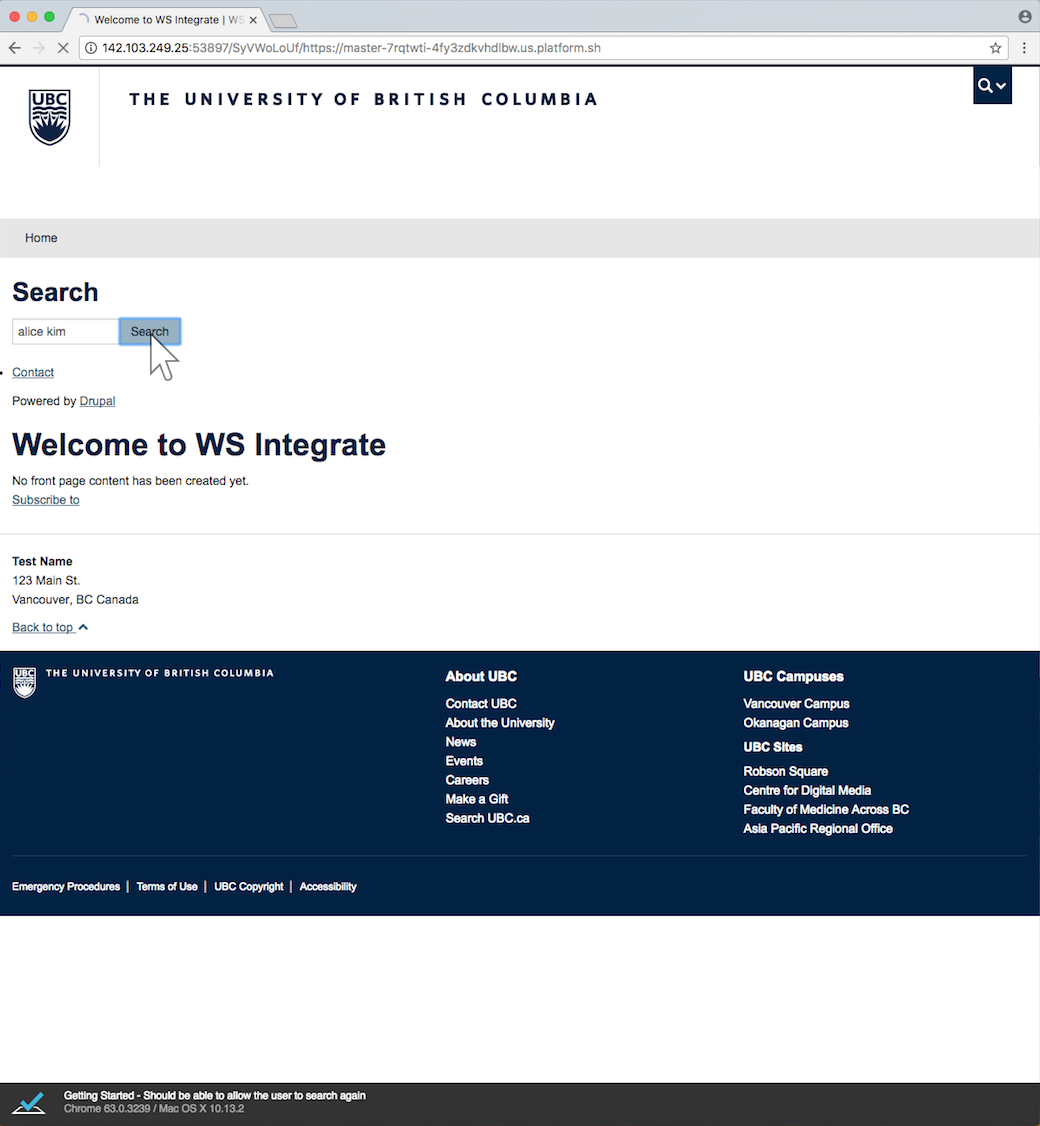 Welcome to WS Integrate | WS
142.103.249.25:53897/SyVWoLoUf/https://master-7rqtwti-4fy3zdkvhdlbw.us.platform.sh
UBC
THE UNIVERSITY OF BRITISH COLUMBIA
Home
Search
alice kim
Search
Contact
Powered by Drupal
Welcome to WS Integrate
No front page content has been created yet.
Subscribe to
Test Name
123 Main St.
Vancouver, BC Canada
Back to top
UBC
THE UNIVERSITY OF BRITISH COLUMBIA
About UBC
Contact UBC
About the University
News
Events
Careers
Make a Gift
Search UBC.ca
UBC Campuses
Vancouver Campus
Okanagan Campus
UBC Sites
Robson Square
Centre for Digital Media
Faculty of Medicine Across BC
Asia Pacific Regional Office
Emergency Procedures | Terms of Use | UBC Copyright | Accessibility
Getting Started - Should be able to allow the user to search again
Chrome 63.0.3239 / Mac OS X 10.13.2